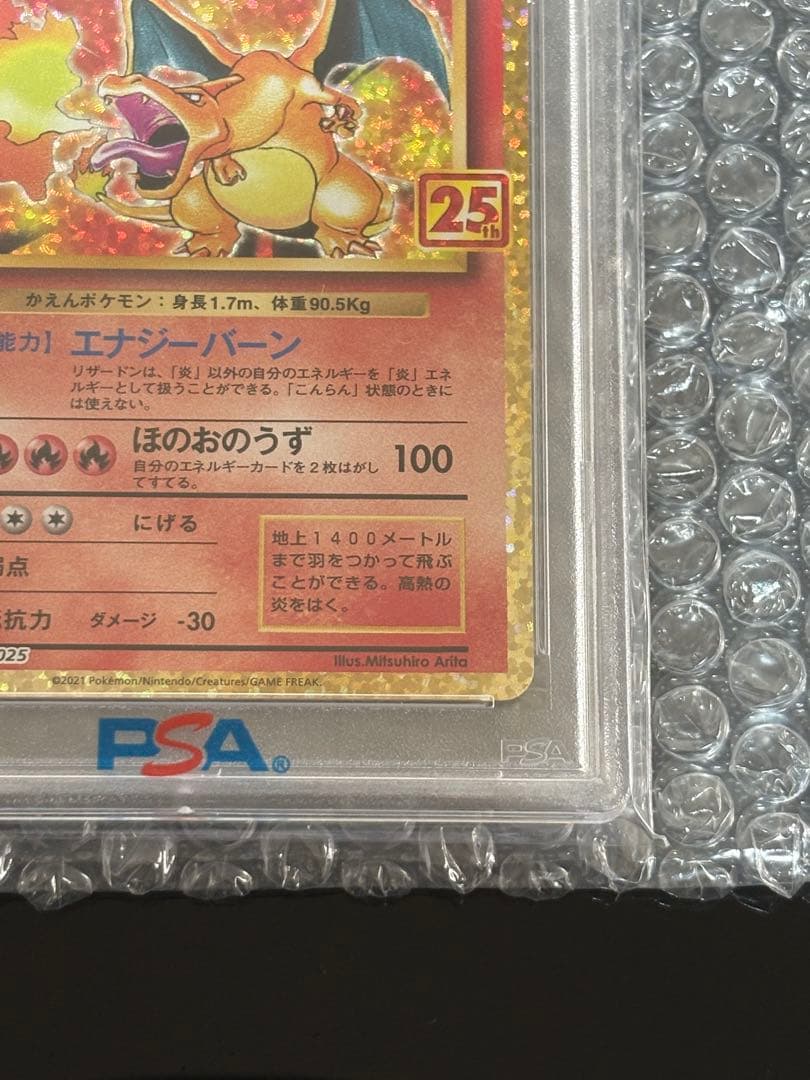 25th
かえんポケモン：身長1.7m、体重90.5Kg
能力］ エナジーバーン
リザードンは、「炎」以外の自分のエネルギーを「炎」エネ
ルギーとして扱うことができる。「こんらん」状態のときに
は使えない。
ほのおのうず 100
自分のエネルギーカードを２枚はがし
てすてる。
にげる
地上１４００メートル
まで羽をつかって飛ぶ
ことができる。高熱の
炎をはく。
弱点
抗力 ダメージ -30
025
Illus.Mitsuhiro Arita
©2021 Pokémon/Nintendo/Creatures/GAME FREAK.
PSA®
PSA